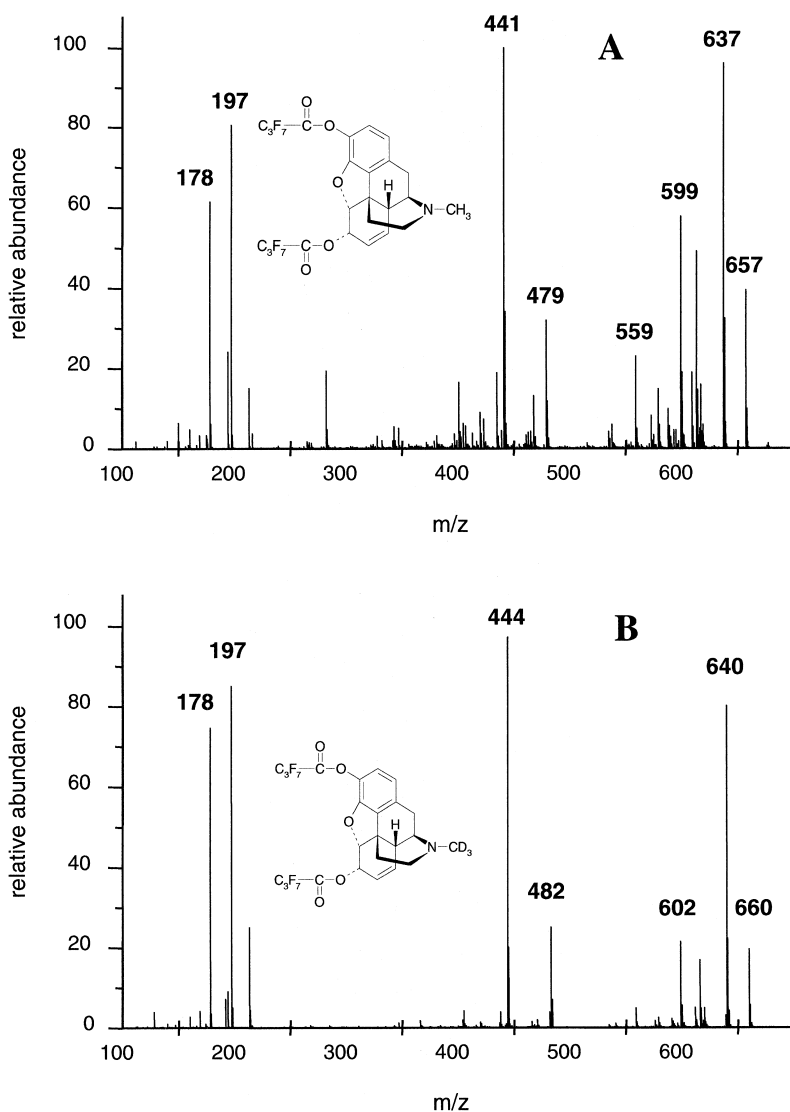 A
relative abundance
100
80
60
40
20
0
178
197
441
479
559
599
637
657
O
C3F7—C—O
O
H
N—CH3
C3F7—C—O
O
100
200
300
400
500
600
m/z
B
relative abundance
100
80
60
40
20
0
178
197
444
482
602
640
660
O
C3F7—C—O
O
H
N—CD3
C3F7—C—O
O
100
200
300
400
500
600
m/z